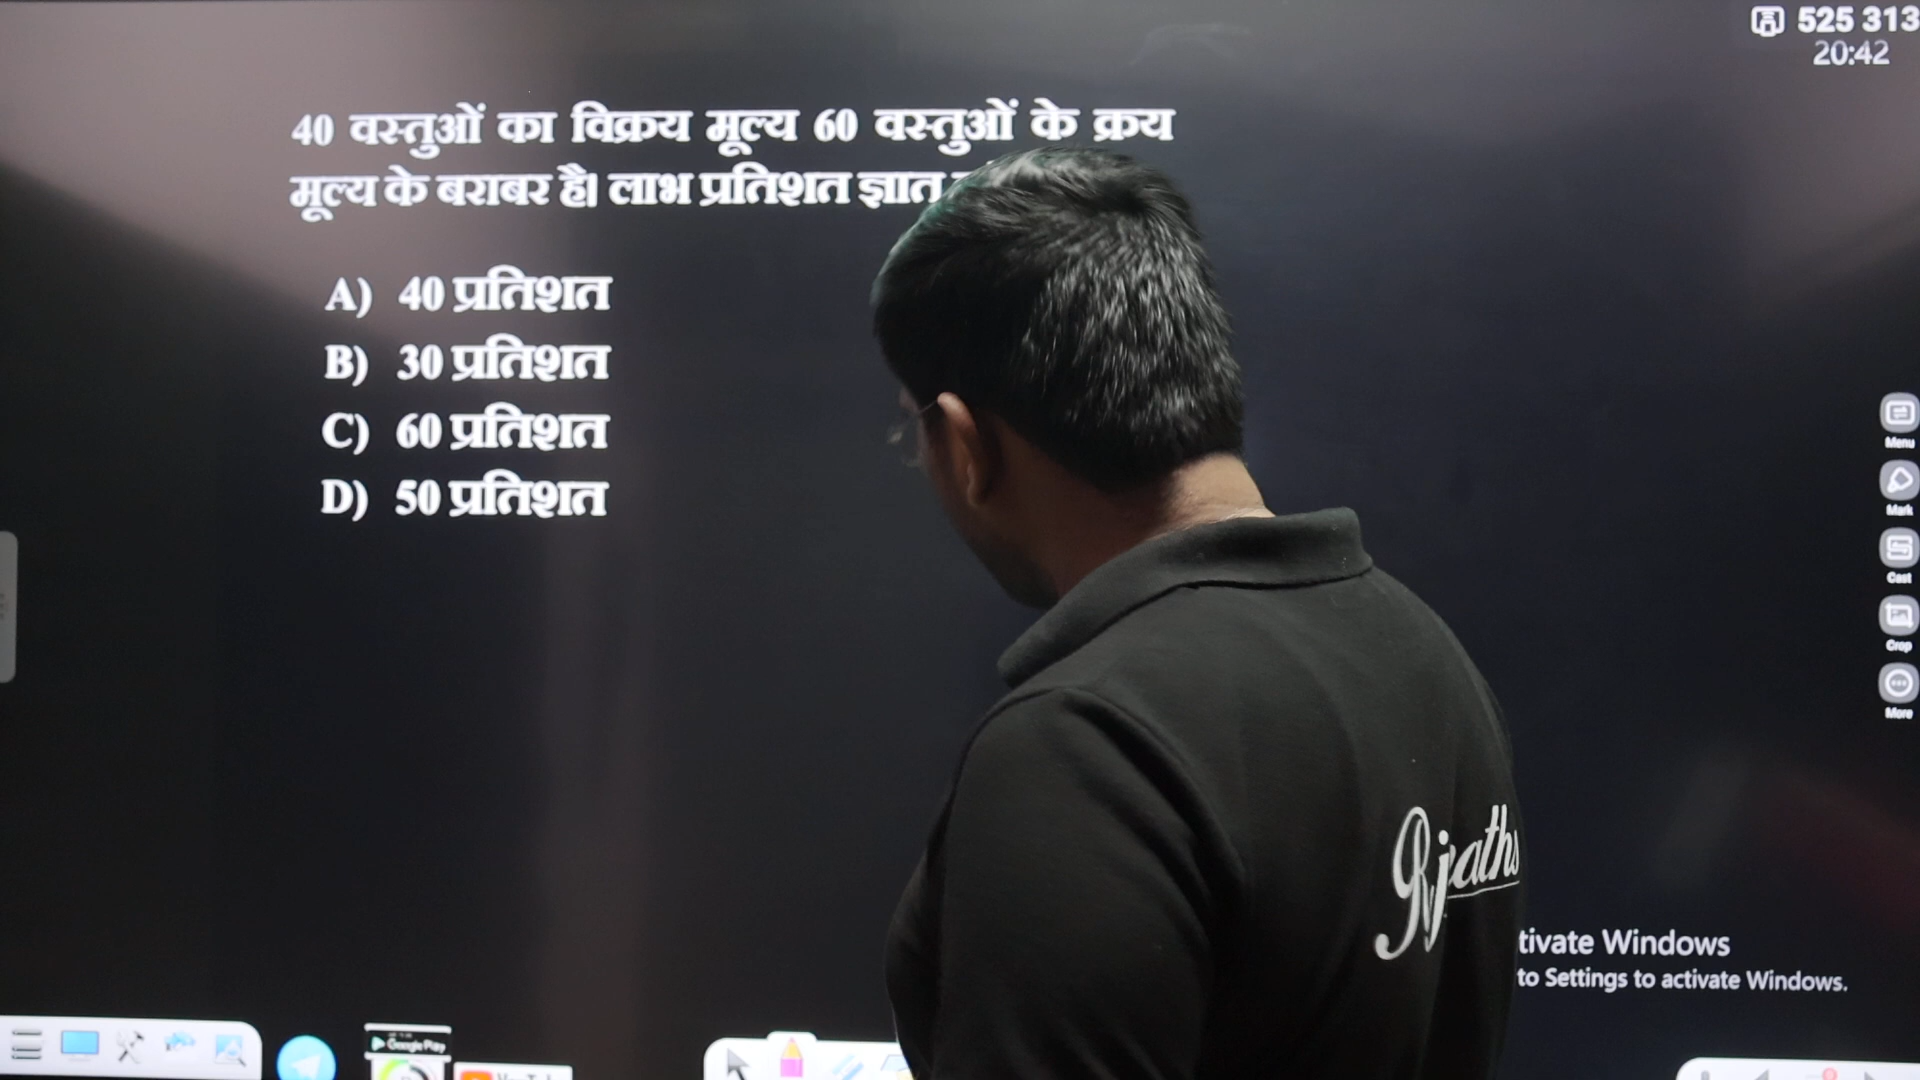 525 313
20:42
40 वस्तुओं का विक्रय मूल्य 60 वस्तुओं के क्रय
मूल्य के बराबर है। लाभ प्रतिशत ज्ञात
A) 40 प्रतिशत
B) 30 प्रतिशत
C) 60 प्रतिशत
D) 50 प्रतिशत
Menu
Mark
Cast
Crop
More
tivate Windows
to Settings to activate Windows.
Google Play